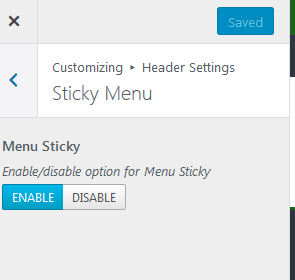 Saved
Customizing ▸ Header Settings
Sticky Menu
Menu Sticky
Enable/disable option for Menu Sticky
ENABLE DISABLE